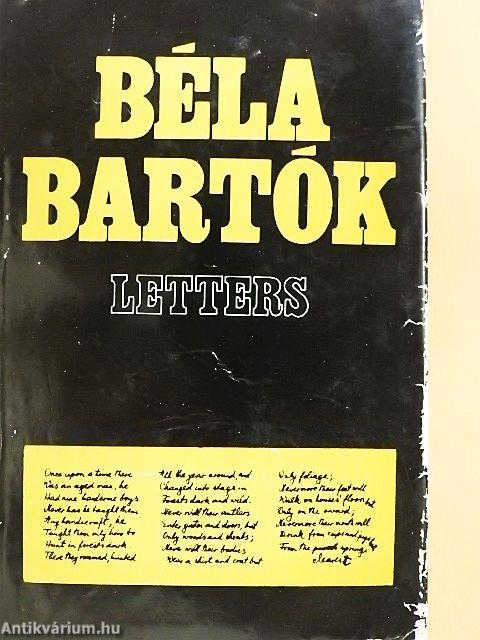 BÉLA
BARTÓK
LETTERS
Once upon a time there
Was an aged man, he
Had nine handsome boys.
Never has he taught them
Any handicraft, he
Taught them only how to
Hunt in forests dark
There they roamed, hunted
All the year around, and
Changed into stags in
Forests dark and wild.
Never will their antlers
Enter gates and doors, but
Only woods and shrubs;
Never will their bodies
Wear a shirt and coat but
Only foliage;
Nevermore their feet will
Walk on houses' floors but
Only on the sward;
Nevermore their mouth will
Drink from cups and jugs but
From the springs
clearest
Antikvárium.hu